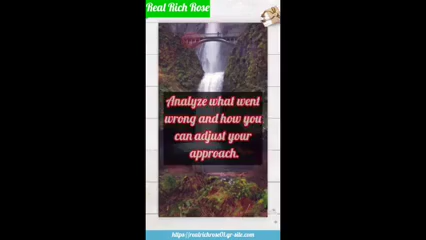 Real Rich Rose
Analyze what went
wrong and how you
can adjust your
approach.
https://realrichrose01.gr-site.com